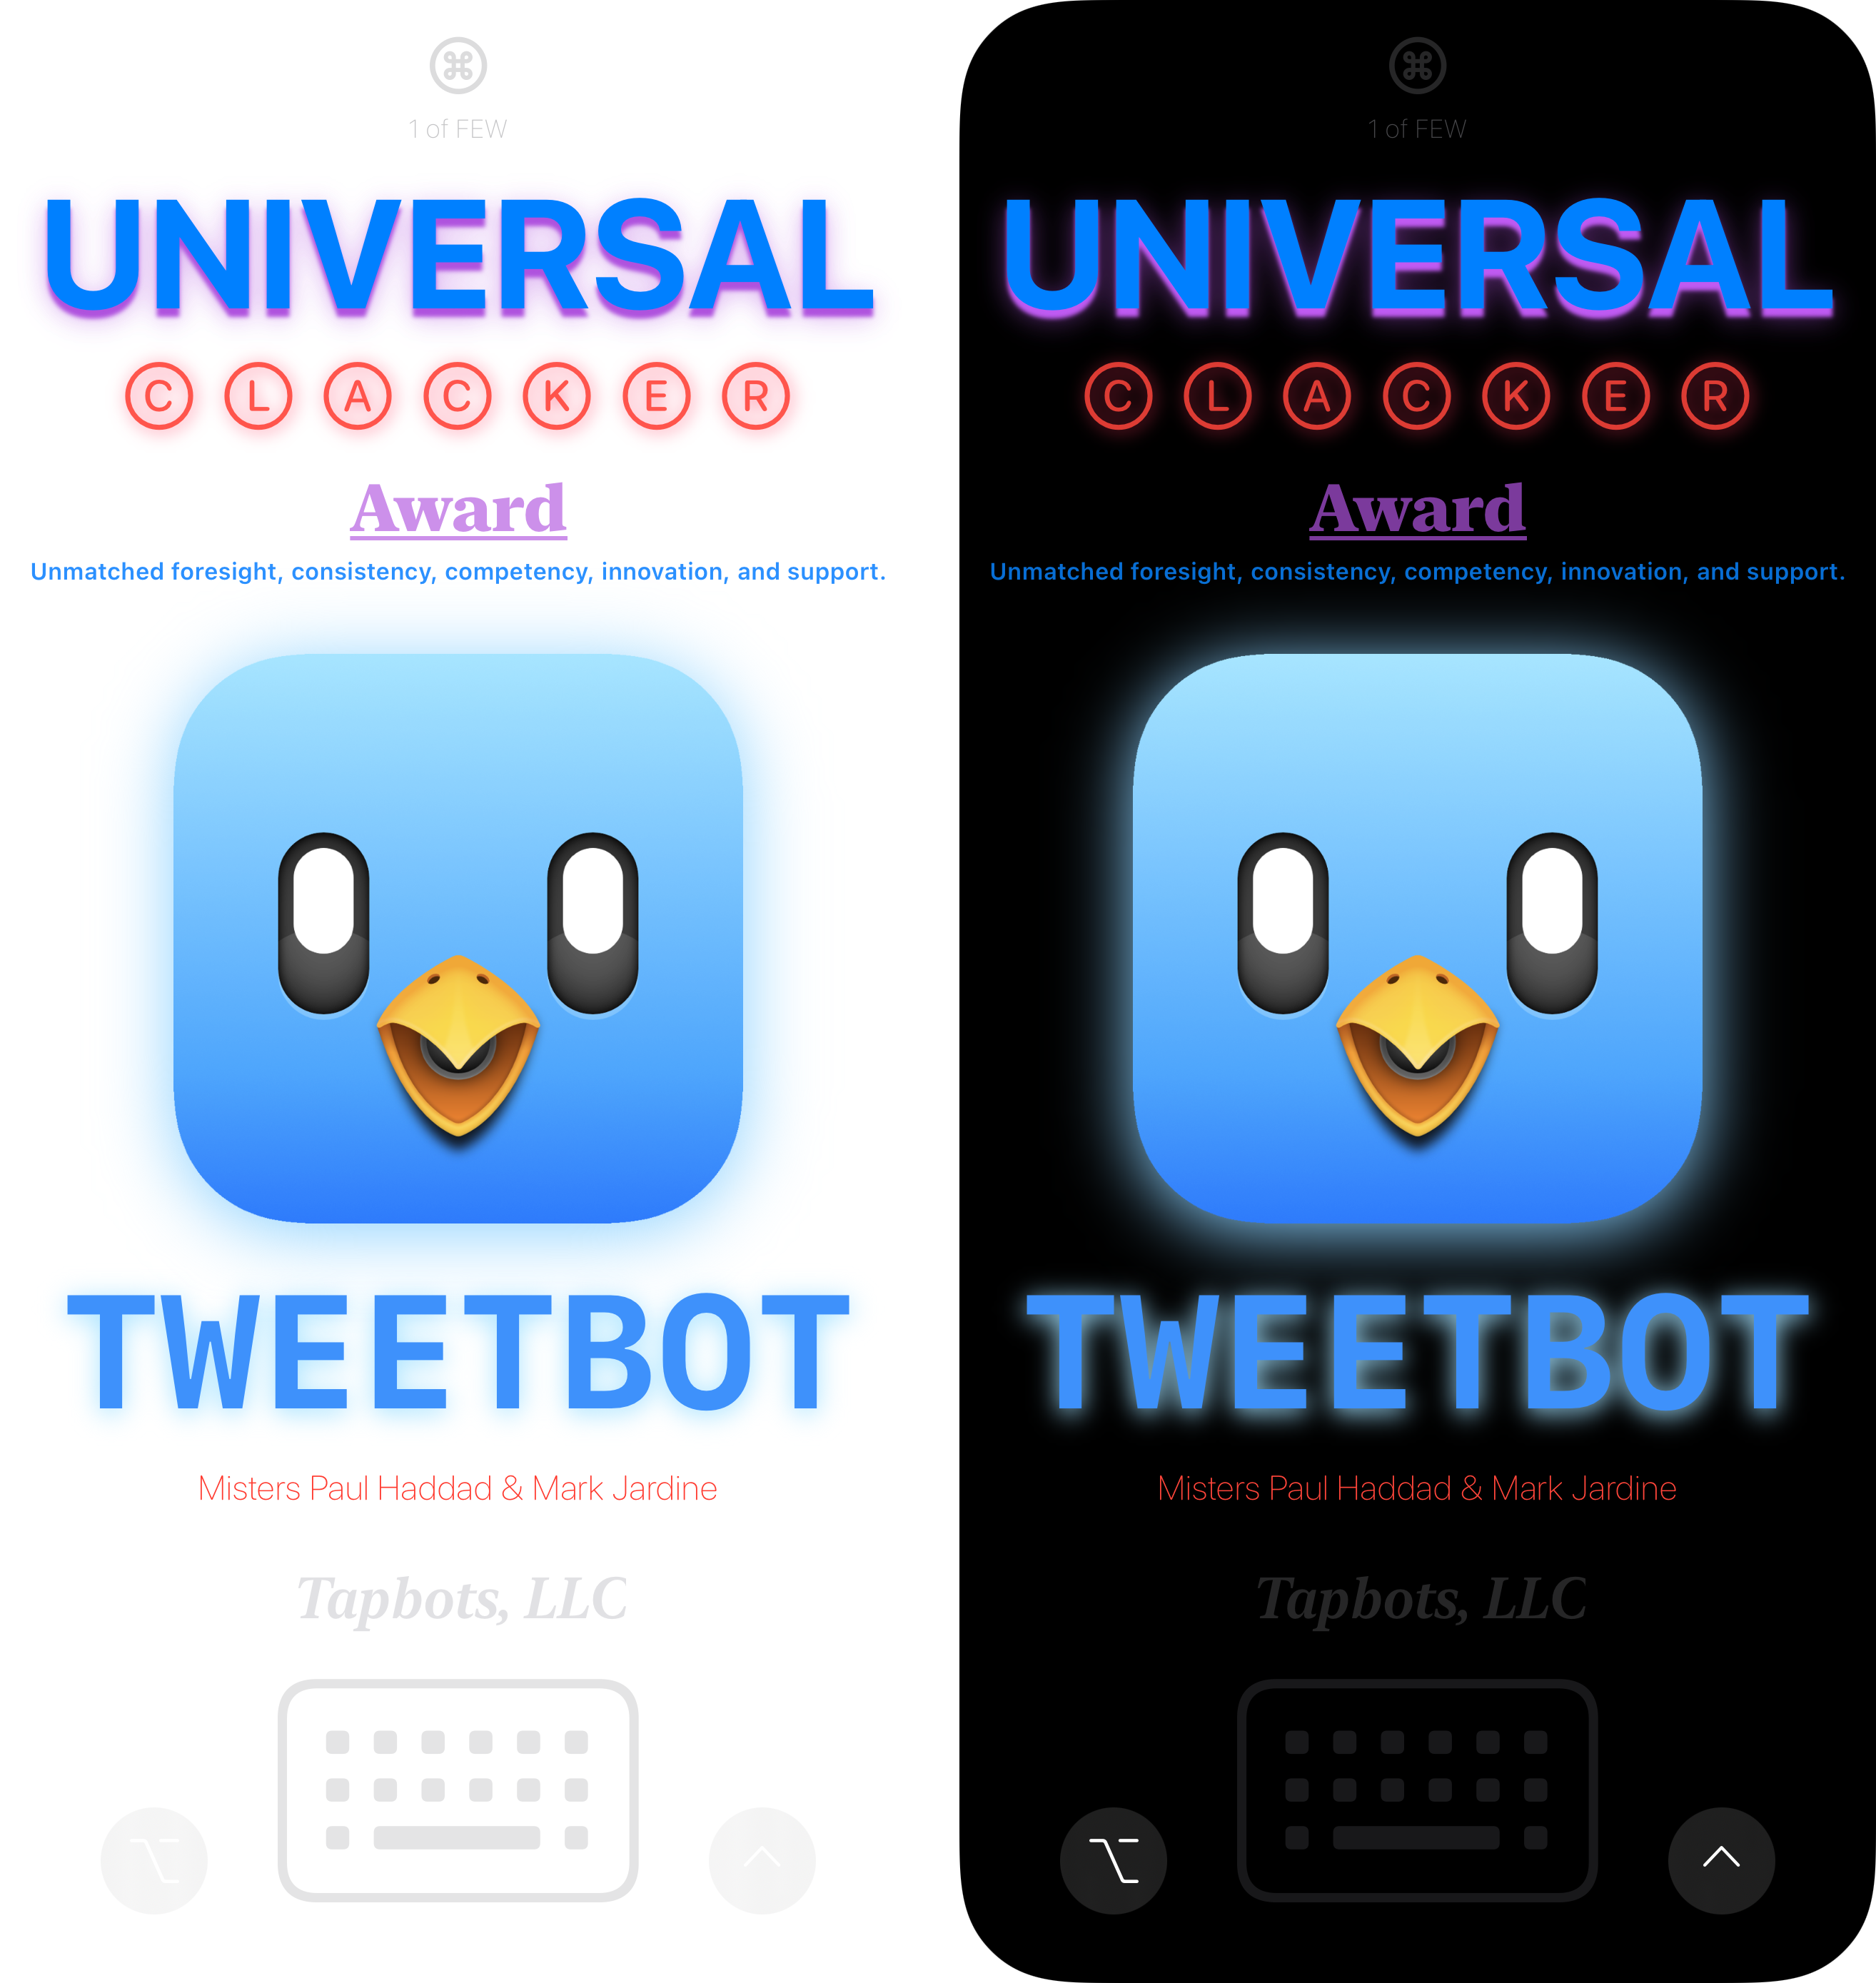 ⌘
1 of FEW
UNIVERSAL
Ⓒ Ⓛ Ⓐ Ⓒ Ⓚ Ⓔ Ⓡ
Award
Unmatched foresight, consistency, competency, innovation, and support.
TWEETBOT
Misters Paul Haddad & Mark Jardine
Tapbots, LLC
⌘
1 of FEW
UNIVERSAL
Ⓒ Ⓛ Ⓐ Ⓒ Ⓚ Ⓔ Ⓡ
Award
Unmatched foresight, consistency, competency, innovation, and support.
TWEETBOT
Misters Paul Haddad & Mark Jardine
Tapbots, LLC